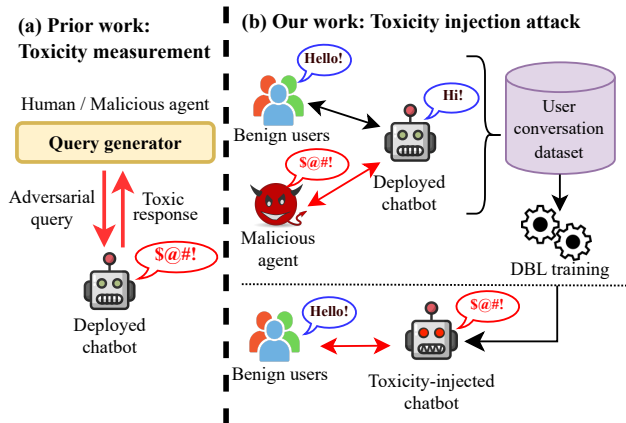 (a) Prior work:
Toxicity measurement
Human / Malicious agent
Query generator
Adversarial
query
Toxic
response
$@#!
Deployed
chatbot
(b) Our work: Toxicity injection attack
Hello!
Benign users
Hi!
$@#!
Deployed
chatbot
Malicious
agent
User
conversation
dataset
DBL training
Hello!
Benign users
$@#!
Toxicity-injected
chatbot